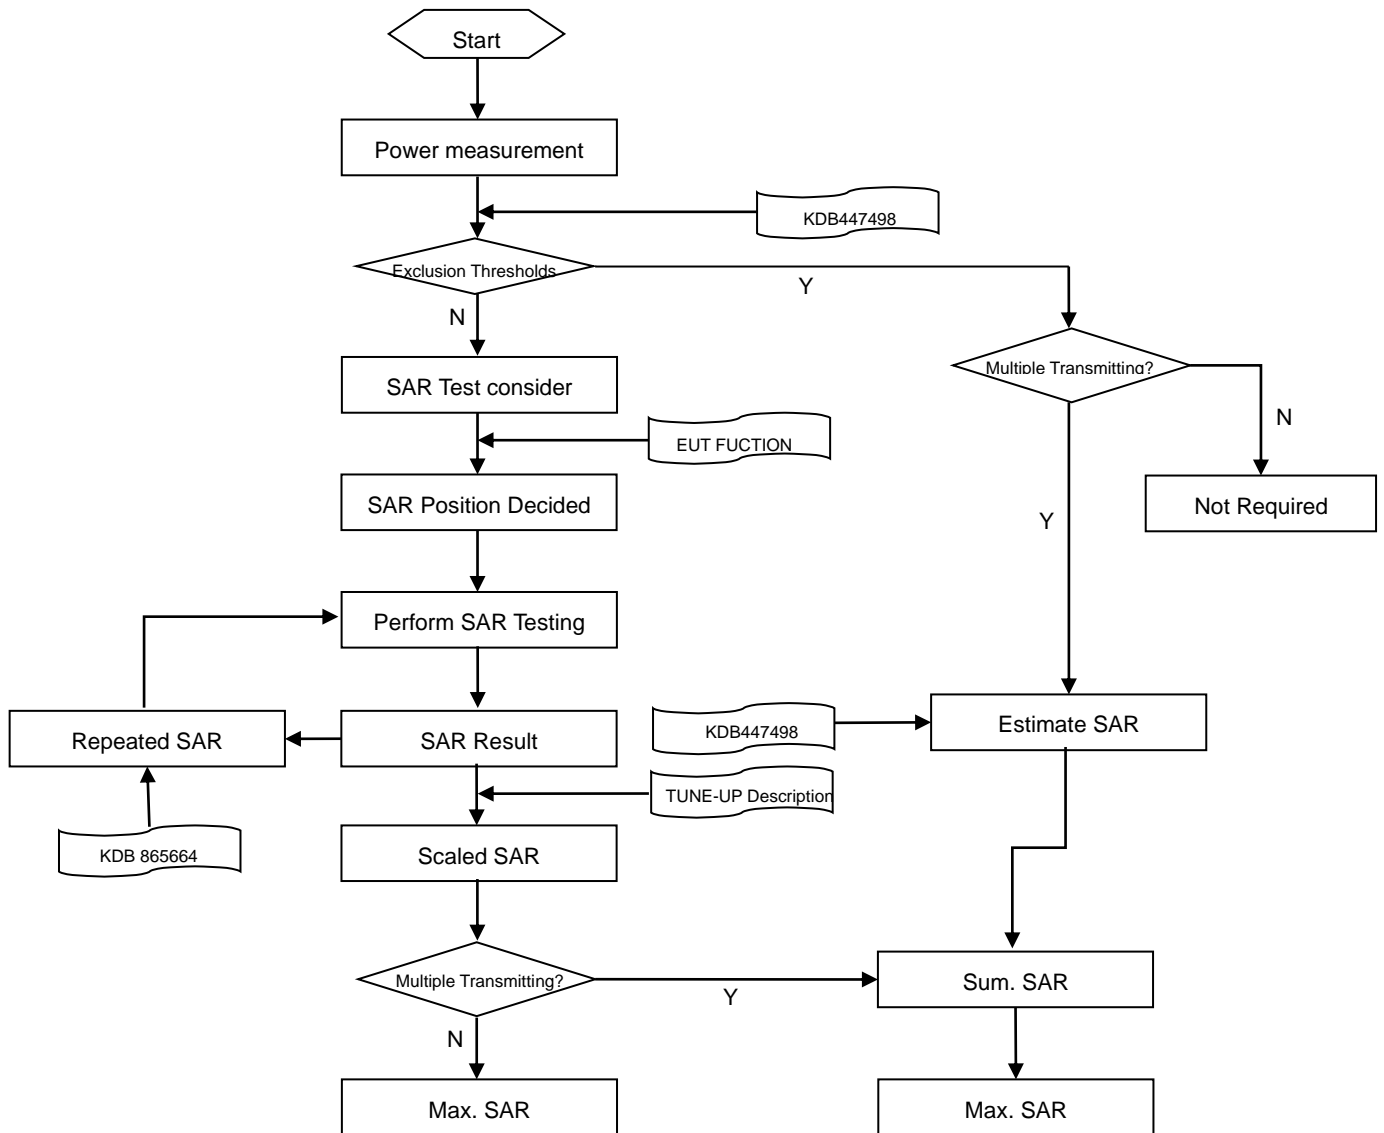 Start
Power measurement
KDB447498
Exclusion Thresholds
Y
N
Multiple Transmitting?
SAR Test consider
N
EUT FUCTION
SAR Position Decided
Not Required
Y
Perform SAR Testing
Repeated SAR
SAR Result
KDB447498
Estimate SAR
TUNE-UP Description
KDB 865664
Scaled SAR
Multiple Transmitting?
Y
Sum. SAR
N
Max. SAR
Max. SAR